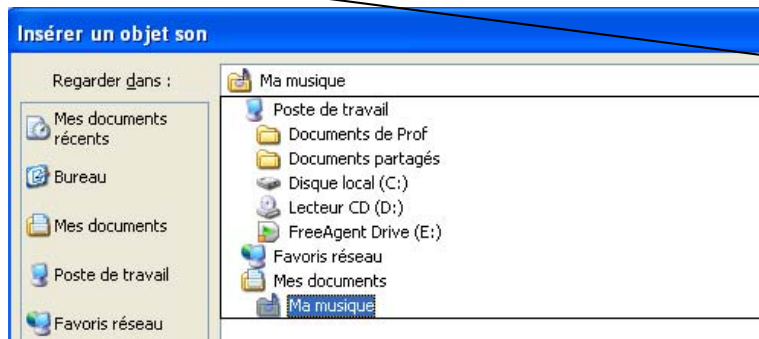 Insérer un objet son
Regarder dans :
Ma musique
Mes documents
récents
Bureau
Mes documents
Poste de travail
Favoris réseau
Poste de travail
Documents de Prof
Documents partagés
Disque local (C:)
Lecteur CD (D:)
FreeAgent Drive (E:)
Favoris réseau
Mes documents
Ma musique